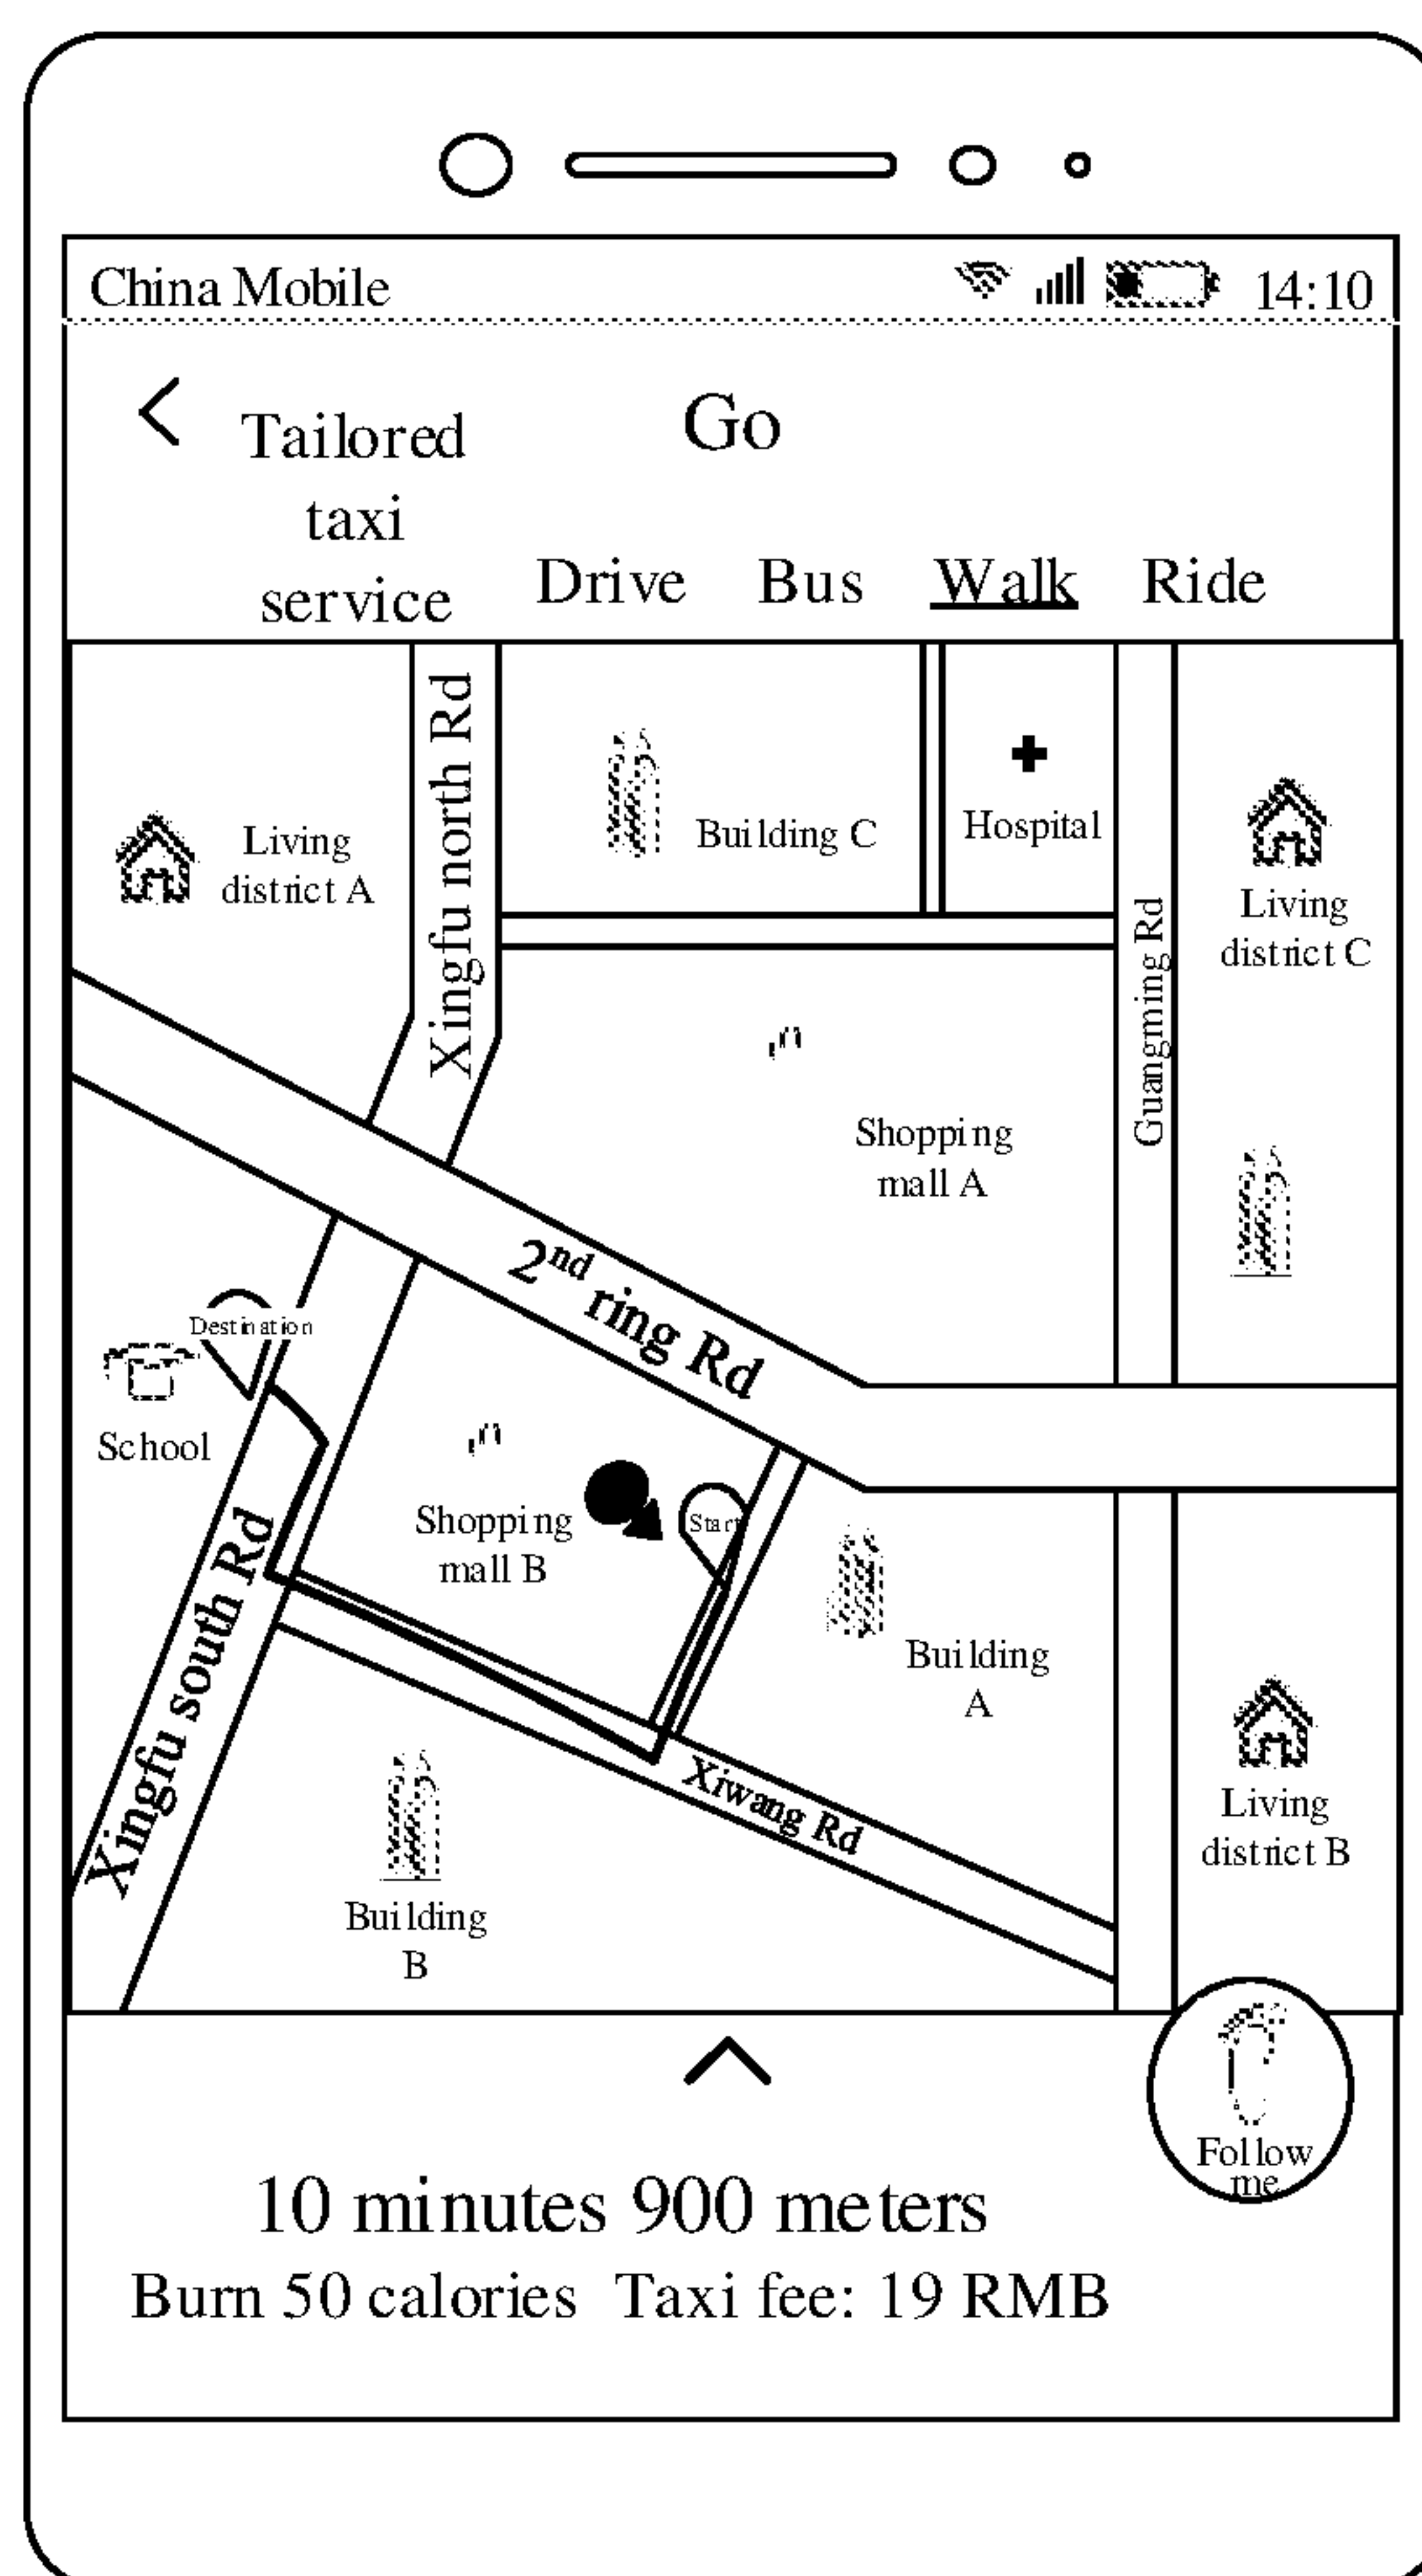 China Mobile 14:10
Go
Tailored
taxi
service
Drive Bus Walk Ride
Xingfu north Rd
Building C
Hospital
Living
district A
Living
district C
Guangming Rd
Shopping
mall A
2nd ring Rd
Destination
School
Shopping
mall B
Start
Building
A
Xingfu south Rd
Xiwang Rd
Living
district B
Building
B
Follow
me
10 minutes 900 meters
Burn 50 calories Taxi fee: 19 RMB